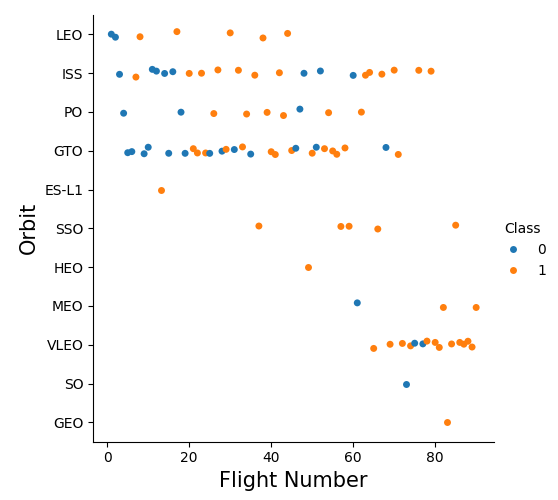 LEO
ISS
PO
GTO
ES-L1
SSO
HEO
MEO
VLEO
SO
GEO
Orbit
0 20 40 60 80
Flight Number
Class
0
1